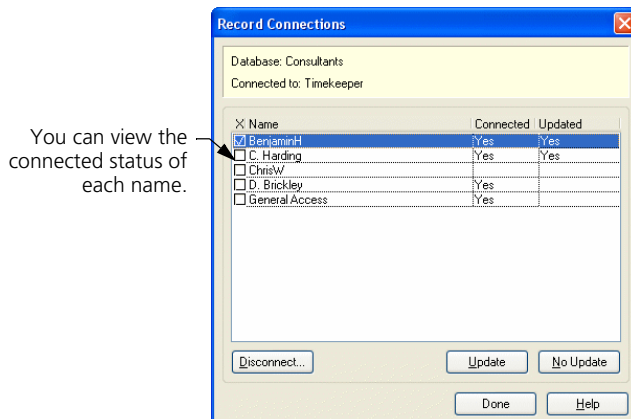 Record Connections
Database: Consultants
Connected to: Timekeeper
You can view the
connected status of
each name.
X Name Connected Updated
BenjaminH Yes Yes
C. Harding Yes Yes
ChrisW
D. Brickley Yes
General Access Yes
Disconnect... Update No Update
Done Help